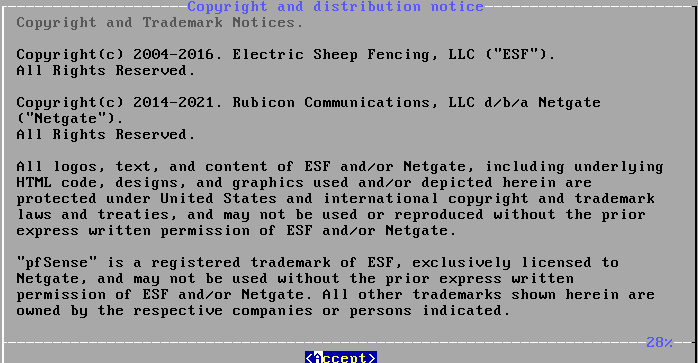 Copyright and distribution notice
Copyright and Trademark Notices.
Copyright(c) 2004-2016. Electric Sheep Fencing, LLC ("ESF").
All Rights Reserved.
Copyright(c) 2014-2021. Rubicon Communications, LLC d/b/a Netgate
("Netgate").
All Rights Reserved.
All logos, text, and content of ESF and/or Netgate, including underlying
HTML code, designs, and graphics used and/or depicted herein are
protected under United States and international copyright and trademark
laws and treaties, and may not be used or reproduced without the prior
express written permission of ESF and/or Netgate.
"pfSense" is a registered trademark of ESF, exclusively licensed to
Netgate, and may not be used without the prior express written
permission of ESF and/or Netgate. All other trademarks shown herein are
owned by the respective companies or persons indicated.
28%
<Accept>